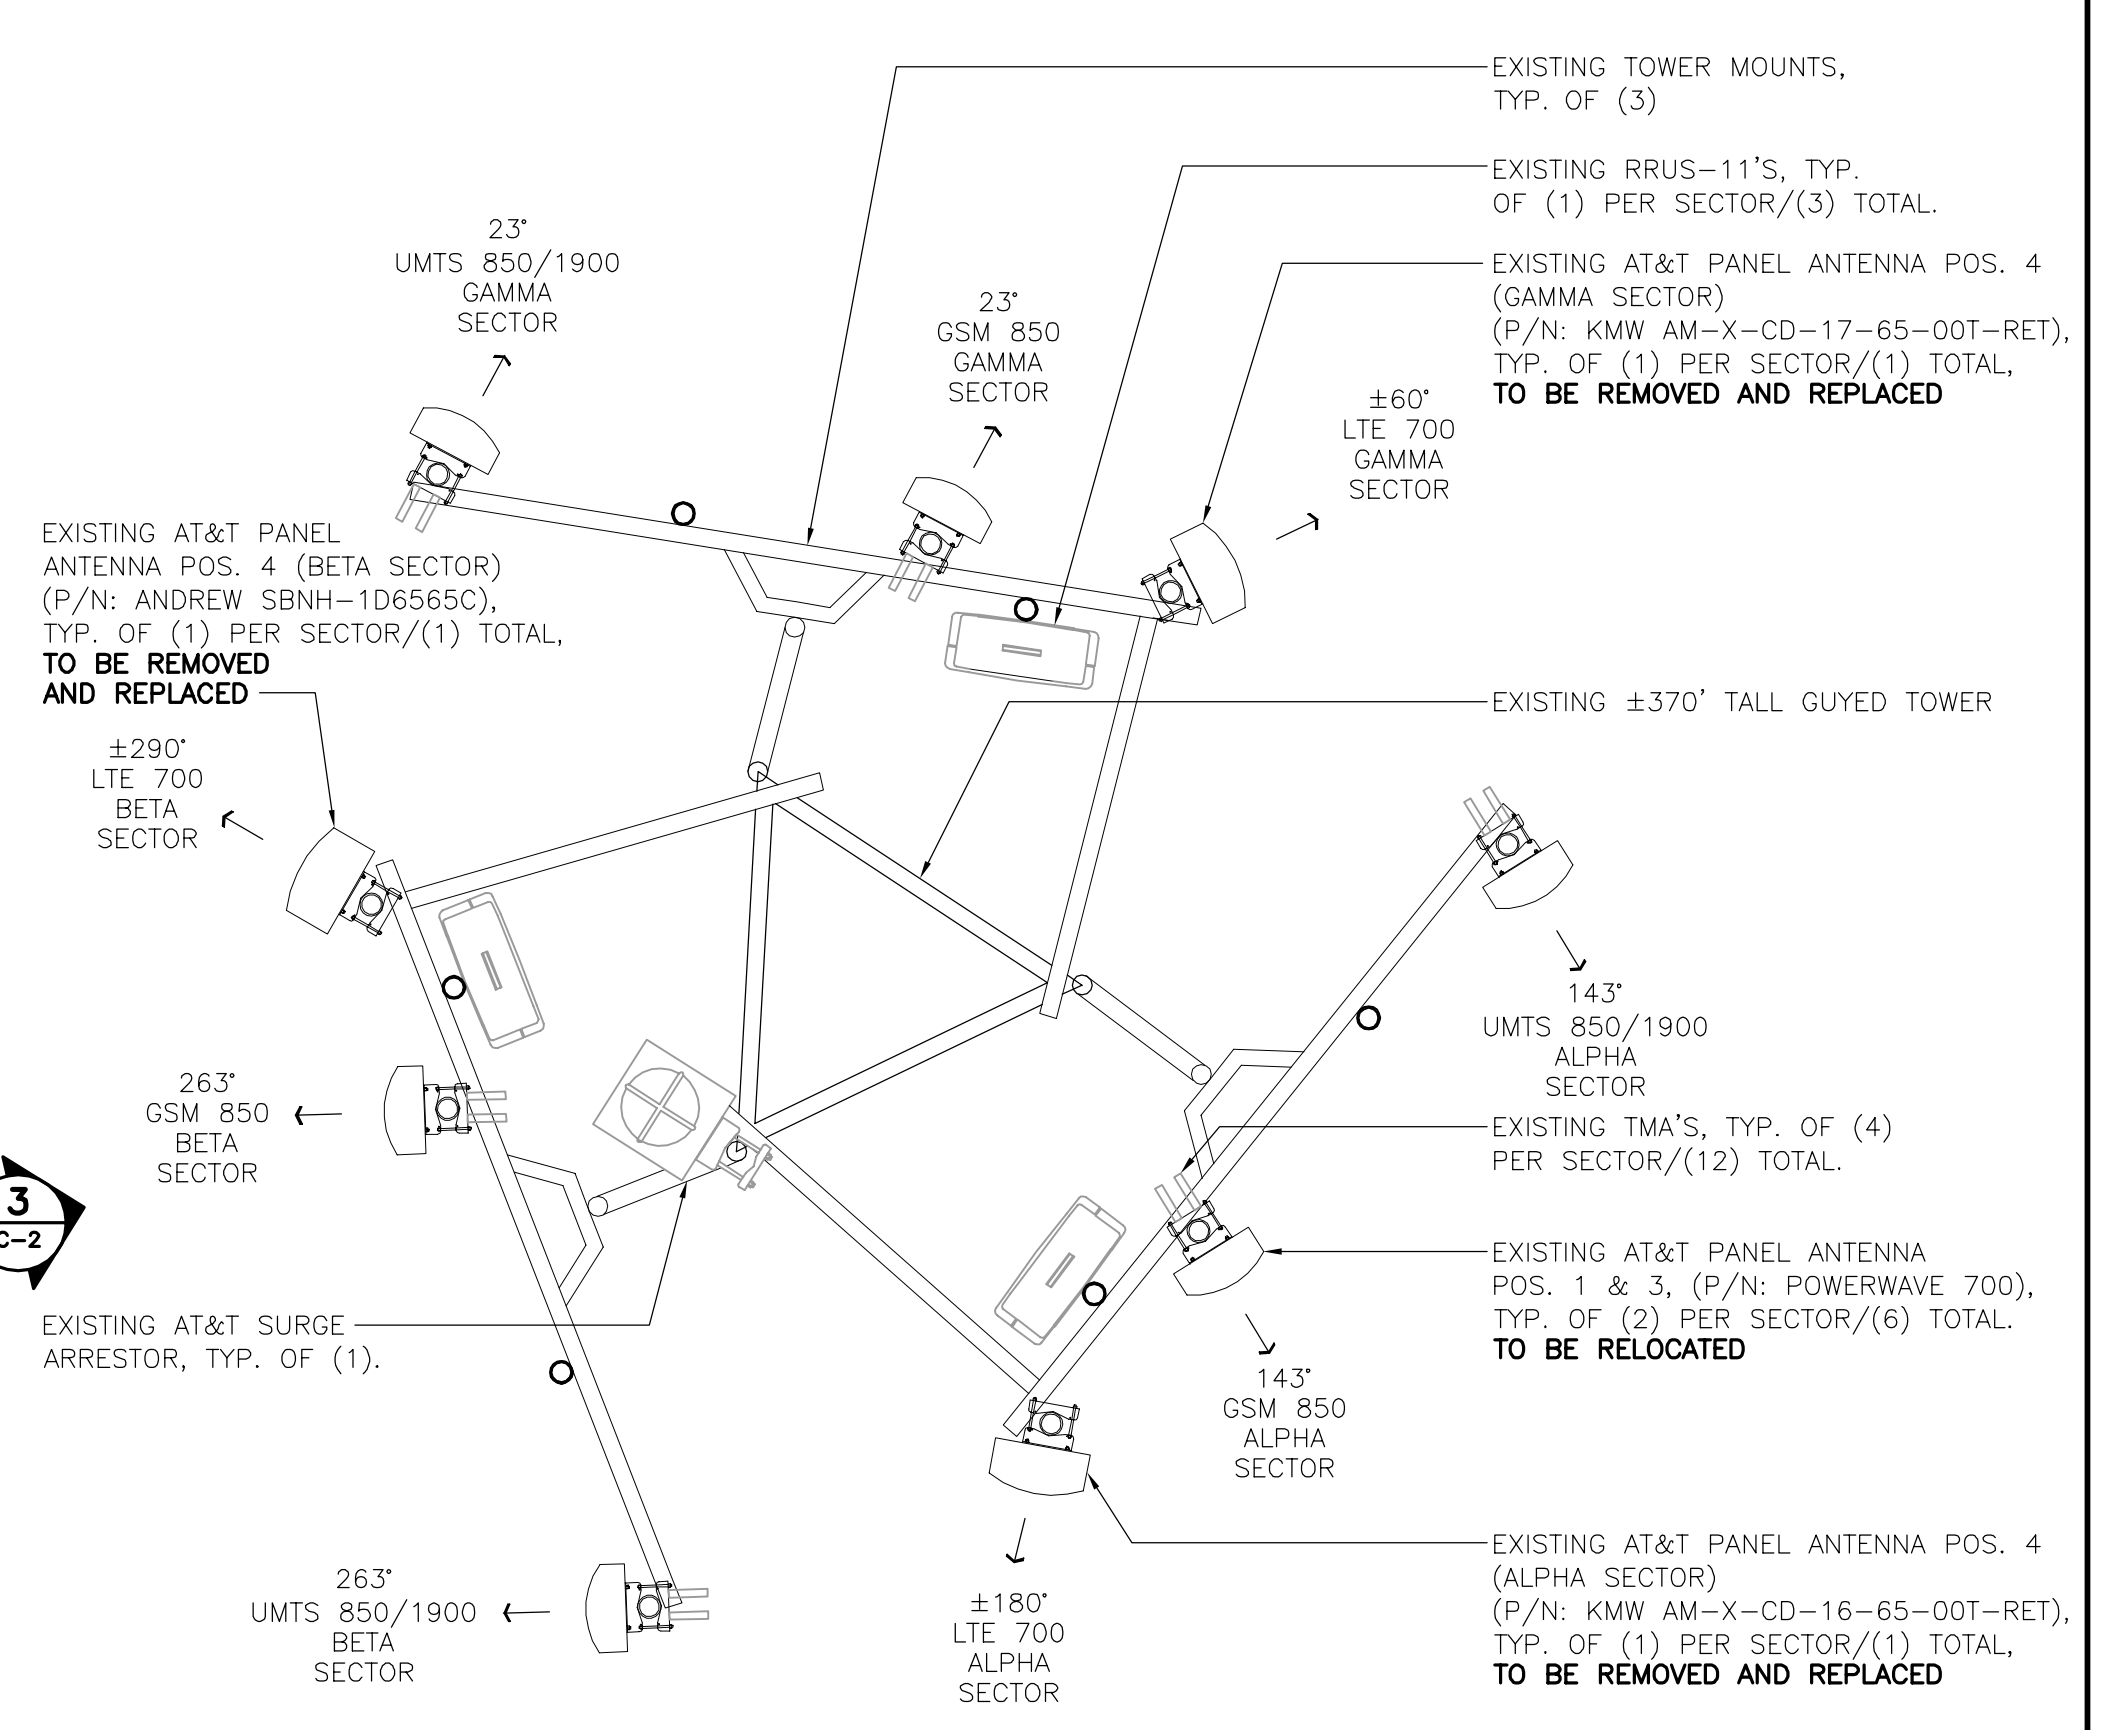 EXISTING TOWER MOUNTS,
TYP. OF (3)
EXISTING RRUS-11'S, TYP.
OF (1) PER SECTOR/(3) TOTAL.
23°
UMTS 850/1900
GAMMA
SECTOR
23°
GSM 850
GAMMA
SECTOR
EXISTING AT&T PANEL ANTENNA POS. 4
(GAMMA SECTOR)
(P/N: KMW AM-X-CD-17-65-00T-RET),
TYP. OF (1) PER SECTOR/(1) TOTAL,
TO BE REMOVED AND REPLACED
±60°
LTE 700
GAMMA
SECTOR
EXISTING AT&T PANEL
ANTENNA POS. 4 (BETA SECTOR)
(P/N: ANDREW SBNH-1D6565C),
TYP. OF (1) PER SECTOR/(1) TOTAL,
TO BE REMOVED
AND REPLACED
EXISTING ±370' TALL GUYED TOWER
±290°
LTE 700
BETA
SECTOR
143°
UMTS 850/1900
ALPHA
SECTOR
263°
GSM 850
BETA
SECTOR
EXISTING TMA'S, TYP. OF (4)
PER SECTOR/(12) TOTAL.
3
C-2
EXISTING AT&T PANEL ANTENNA
POS. 1 & 3, (P/N: POWERWAVE 700),
TYP. OF (2) PER SECTOR/(6) TOTAL.
TO BE RELOCATED
EXISTING AT&T SURGE
ARRESTOR, TYP. OF (1).
143°
GSM 850
ALPHA
SECTOR
EXISTING AT&T PANEL ANTENNA POS. 4
(ALPHA SECTOR)
(P/N: KMW AM-X-CD-16-65-00T-RET),
TYP. OF (1) PER SECTOR/(1) TOTAL,
TO BE REMOVED AND REPLACED
263°
UMTS 850/1900
BETA
SECTOR
±180°
LTE 700
ALPHA
SECTOR